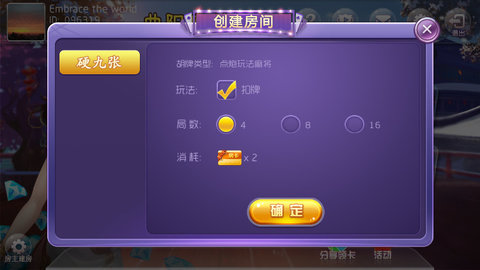 Embrace the world
ID: 096319
创建房间
硬九张
胡牌类型: 点炮玩法麻将
玩法: 扣牌
局数: 4 8 16
消耗: x 2
确定
房主建房
分享领卡 活动